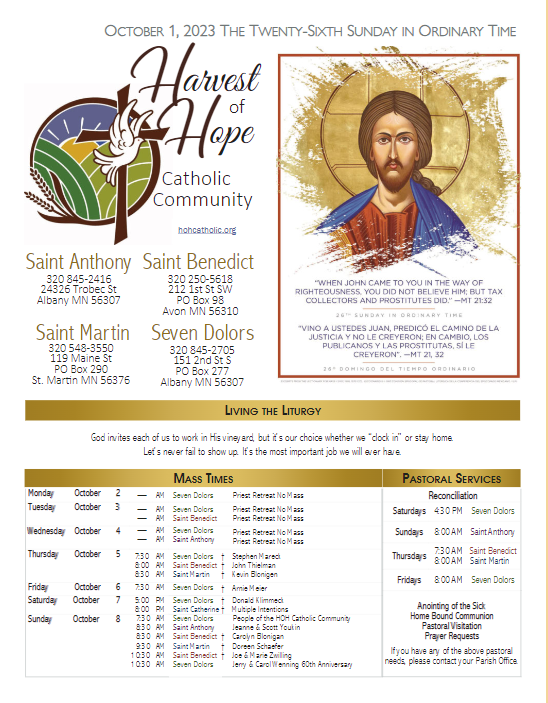 OCTOBER 1, 2023 THE TWENTY-SIXTH SUNDAY IN ORDINARY TIME
Harvest
of
Hope
Catholic
Community
hohcatholic.org
Saint Anthony
320 845-2416
24326 Trobec St
Albany MN 56307
Saint Benedict
320 250-5618
212 1st St SW
PO Box 98
Avon MN 56310
Saint Martin
320 548-3550
119 Maine St
PO Box 290
St. Martin MN 56376
Seven Dolors
320 845-2705
151 2nd St S
PO Box 277
Albany MN 56307
"WHEN JOHN CAME TO YOU IN THE WAY OF
RIGHTEOUSNESS, YOU DID NOT BELIEVE HIM; BUT TAX
COLLECTORS AND PROSTITUTES DID." —MT 21:32
26TH SUNDAY IN ORDINARY TIME
"VINO A USTEDES JUAN, PREDICÓ EL CAMINO DE LA
JUSTICIA Y NO LE CREYERON; EN CAMBIO, LOS
PUBLICANOS Y LAS PROSTITUTAS, SÍ LE
CREYERON". —MT 21, 32
26º DOMINGO DEL TIEMPO ORDINARIO
LIVING THE LITURGY
God invites each of us to work in His vineyard, but it's our choice whether we "clock in" or stay home.
Let's never fail to show up. It's the most important job we will ever have.
MASS TIMES
Monday October 2 — AM Seven Dolors Priest Retreat No Mass
Tuesday October 3 — AM Seven Dolors Priest Retreat No Mass
— AM Saint Benedict Priest Retreat No Mass
Wednesday October 4 — AM Seven Dolors Priest Retreat No Mass
— AM Saint Anthony Priest Retreat No Mass
Thursday October 5 7:30 AM Seven Dolors † Stephen Mareck
8:00 AM Saint Benedict † John Thielman
8:30 AM Saint Martin † Kevin Blonigen
Friday October 6 7:30 AM Seven Dolors † Arnie Meier
Saturday October 7 5:00 PM Seven Dolors † Donald Klimmeck
8:00 PM Saint Catherine † Multiple Intentions
Sunday October 8 7:30 AM Seven Dolors People of the HOH Catholic Community
8:30 AM Saint Anthony Jeanne & Scott Youkin
8:30 AM Saint Benedict † Carolyn Blonigan
9:30 AM Saint Martin † Doreen Schaefer
10:30 AM Saint Benedict † Joe & Marie Zwilling
10:30 AM Seven Dolors Jerry & Carol Wenning 60th Anniversary
PASTORAL SERVICES
Reconciliation
Saturdays 4:30 PM Seven Dolors
Sundays 8:00 AM Saint Anthony
Thursdays 7:30 AM Saint Benedict
8:00 AM Saint Martin
Fridays 8:00 AM Seven Dolors
Anointing of the Sick
Home Bound Communion
Pastoral Visitation
Prayer Requests
If you have any of the above pastoral
needs, please contact your Parish Office.